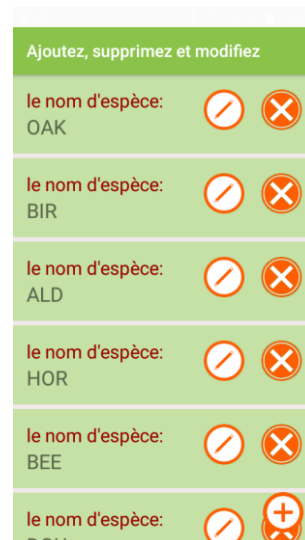 Ajoutez, supprimez et modifiez
le nom d'espèce:
OAK
le nom d'espèce:
BIR
le nom d'espèce:
ALD
le nom d'espèce:
HOR
le nom d'espèce:
BEE
le nom d'espèce: